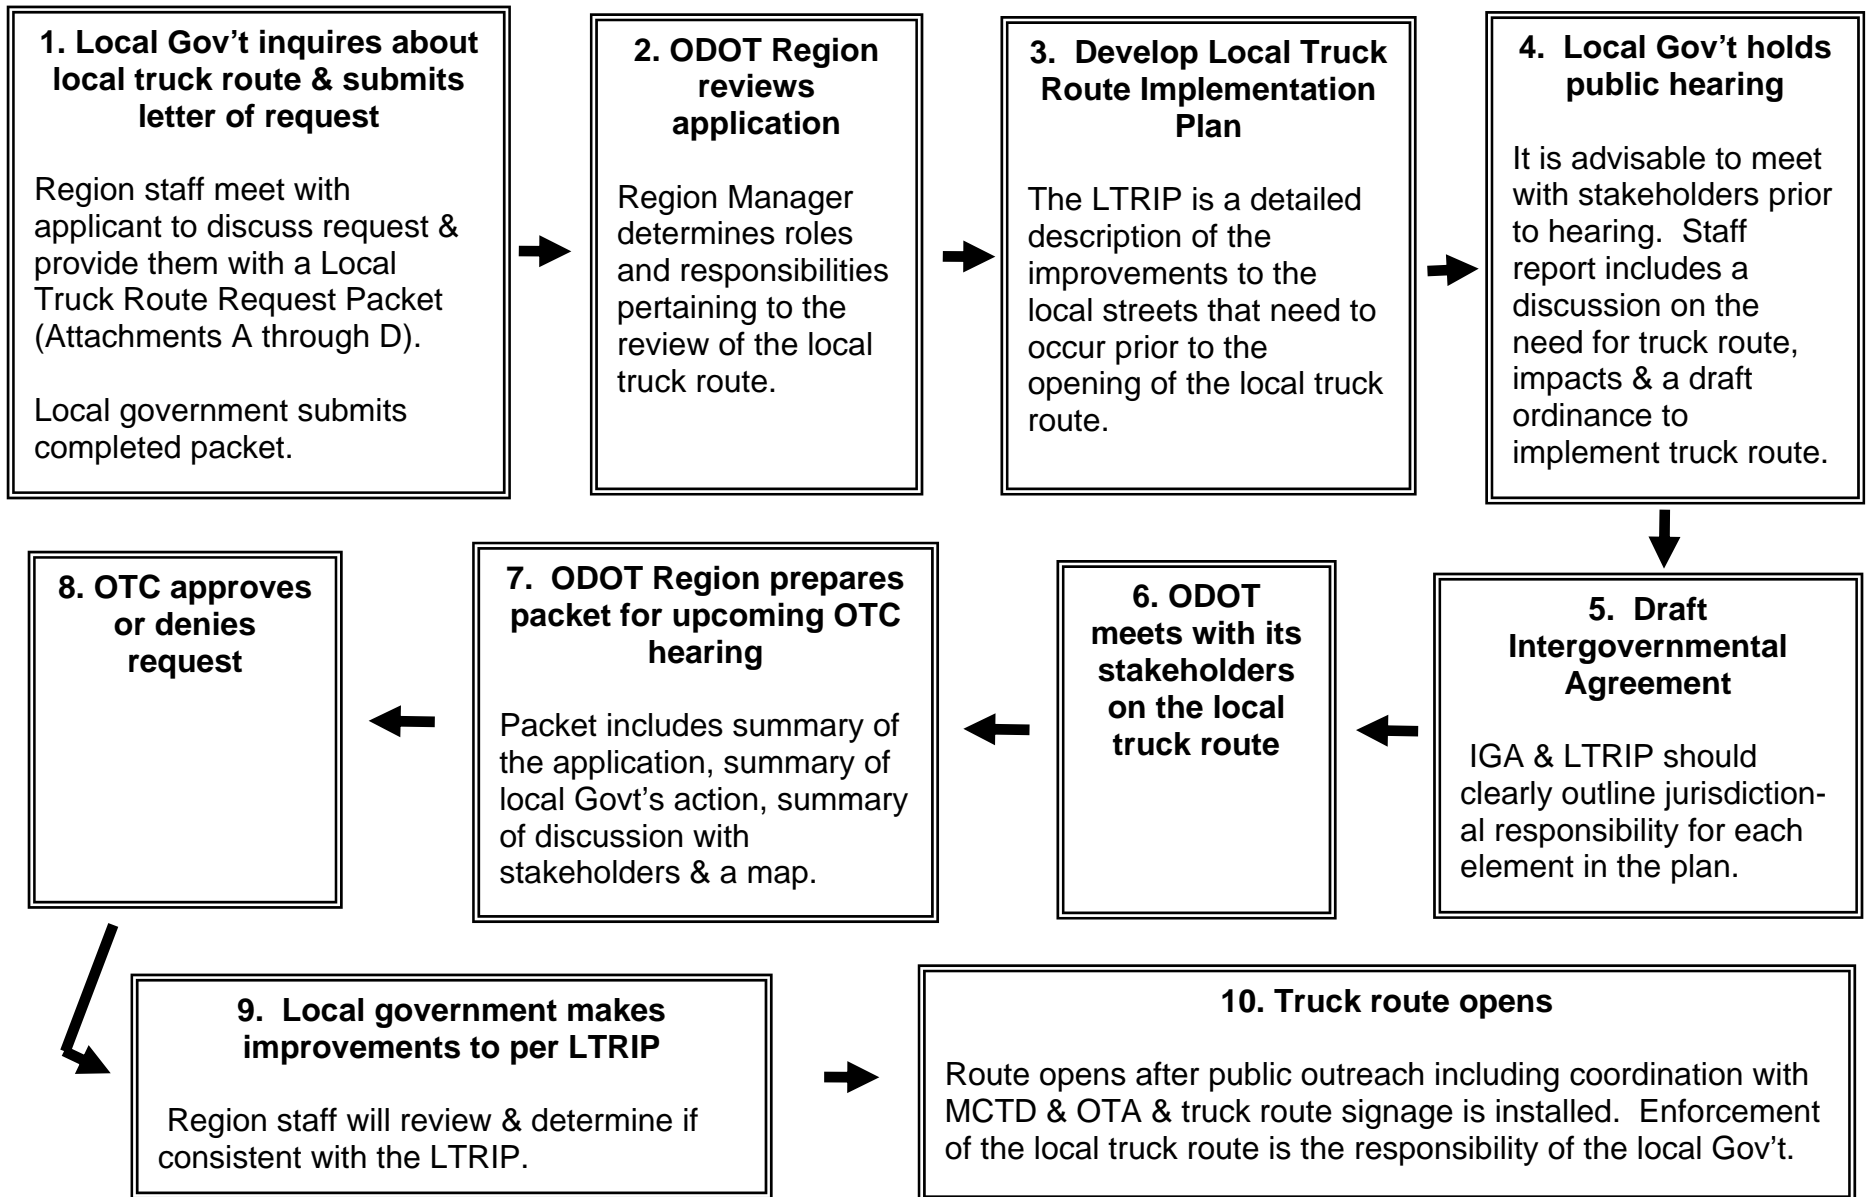 1. Local Gov’t inquires about
local truck route & submits
letter of request
Region staff meet with
applicant to discuss request &
provide them with a Local
Truck Route Request Packet
(Attachments A through D).
Local government submits
completed packet.
2. ODOT Region
reviews
application
Region Manager
determines roles
and responsibilities
pertaining to the
review of the local
truck route.
3. Develop Local Truck
Route Implementation
Plan
The LTRIP is a detailed
description of the
improvements to the
local streets that need to
occur prior to the
opening of the local truck
route.
4. Local Gov’t holds
public hearing
It is advisable to meet
with stakeholders prior
to hearing. Staff
report includes a
discussion on the
need for truck route,
impacts & a draft
ordinance to
implement truck route.
5. Draft
Intergovernmental
Agreement
IGA & LTRIP should
clearly outline jurisdiction-
al responsibility for each
element in the plan.
6. ODOT
meets with its
stakeholders
on the local
truck route
7. ODOT Region prepares
packet for upcoming OTC
hearing
Packet includes summary of
the application, summary of
local Govt’s action, summary
of discussion with
stakeholders & a map.
8. OTC approves
or denies
request
9. Local government makes
improvements to per LTRIP
Region staff will review & determine if
consistent with the LTRIP.
10. Truck route opens
Route opens after public outreach including coordination with
MCTD & OTA & truck route signage is installed. Enforcement
of the local truck route is the responsibility of the local Gov’t.